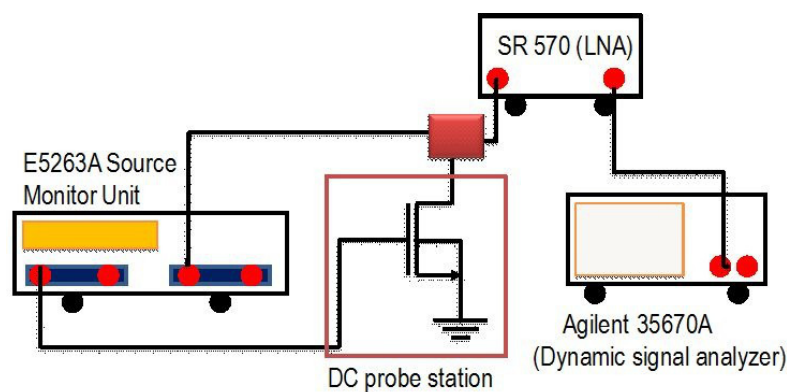 SR 570 (LNA)
E5263A Source
Monitor Unit
Agilent 35670A
(Dynamic signal analyzer)
DC probe station